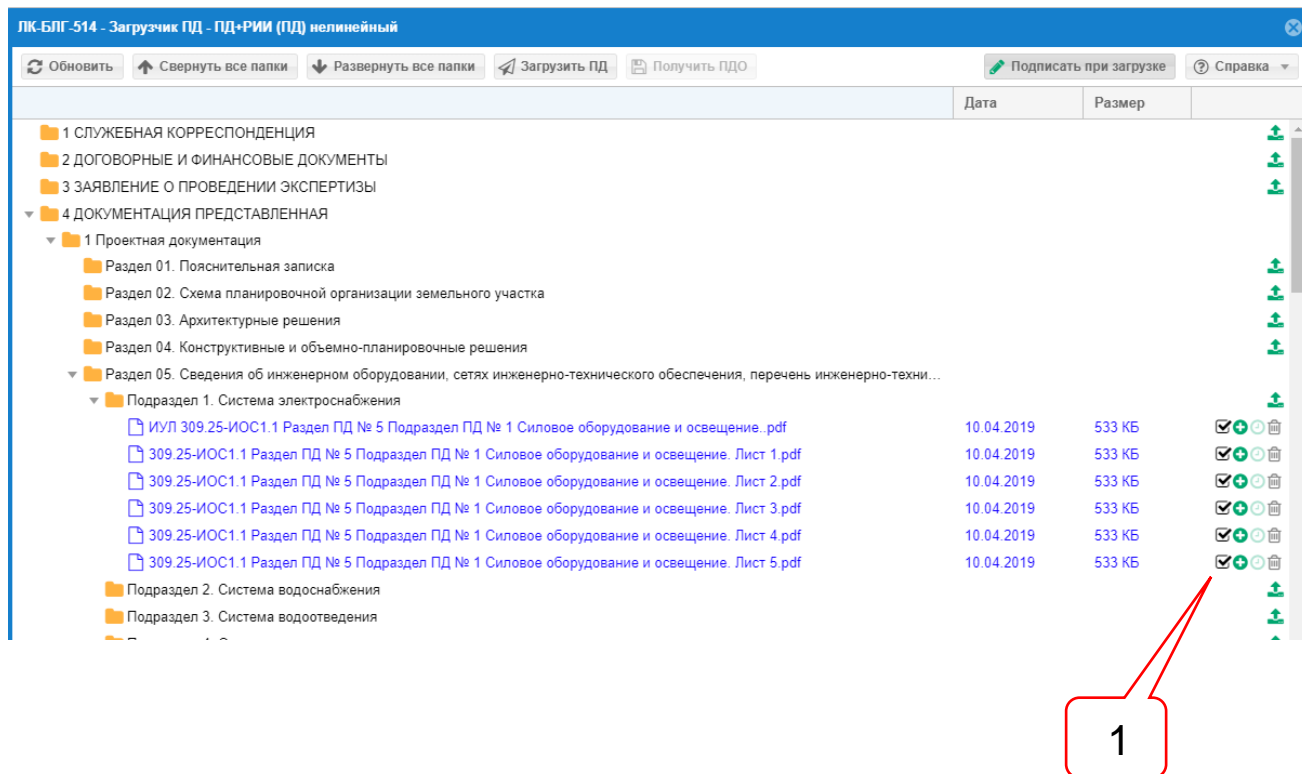 ЛК-БЛГ-514 - Загрузчик ПД - ПД+РИИ (ПД) нелинейный
Обновить Свернуть все папки Развернуть все папки Загрузить ПД Получить ПДО Подписать при загрузке Справка
Дата Размер
1 СЛУЖЕБНАЯ КОРРЕСПОНДЕНЦИЯ
2 ДОГОВОРНЫЕ И ФИНАНСОВЫЕ ДОКУМЕНТЫ
3 ЗАЯВЛЕНИЕ О ПРОВЕДЕНИИ ЭКСПЕРТИЗЫ
4 ДОКУМЕНТАЦИЯ ПРЕДСТАВЛЕННАЯ
1 Проектная документация
Раздел 01. Пояснительная записка
Раздел 02. Схема планировочной организации земельного участка
Раздел 03. Архитектурные решения
Раздел 04. Конструктивные и объемно-планировочные решения
Раздел 05. Сведения об инженерном оборудовании, сетях инженерно-технического обеспечения, перечень инженерно-техни...
Подраздел 1. Система электроснабжения
ИУЛ 309.25-ИОС1.1 Раздел ПД № 5 Подраздел ПД № 1 Силовое оборудование и освещение..pdf 10.04.2019 533 КБ
309.25-ИОС1.1 Раздел ПД № 5 Подраздел ПД № 1 Силовое оборудование и освещение. Лист 1.pdf 10.04.2019 533 КБ
309.25-ИОС1.1 Раздел ПД № 5 Подраздел ПД № 1 Силовое оборудование и освещение. Лист 2.pdf 10.04.2019 533 КБ
309.25-ИОС1.1 Раздел ПД № 5 Подраздел ПД № 1 Силовое оборудование и освещение. Лист 3.pdf 10.04.2019 533 КБ
309.25-ИОС1.1 Раздел ПД № 5 Подраздел ПД № 1 Силовое оборудование и освещение. Лист 4.pdf 10.04.2019 533 КБ
309.25-ИОС1.1 Раздел ПД № 5 Подраздел ПД № 1 Силовое оборудование и освещение. Лист 5.pdf 10.04.2019 533 КБ
Подраздел 2. Система водоснабжения
Подраздел 3. Система водоотведения
1